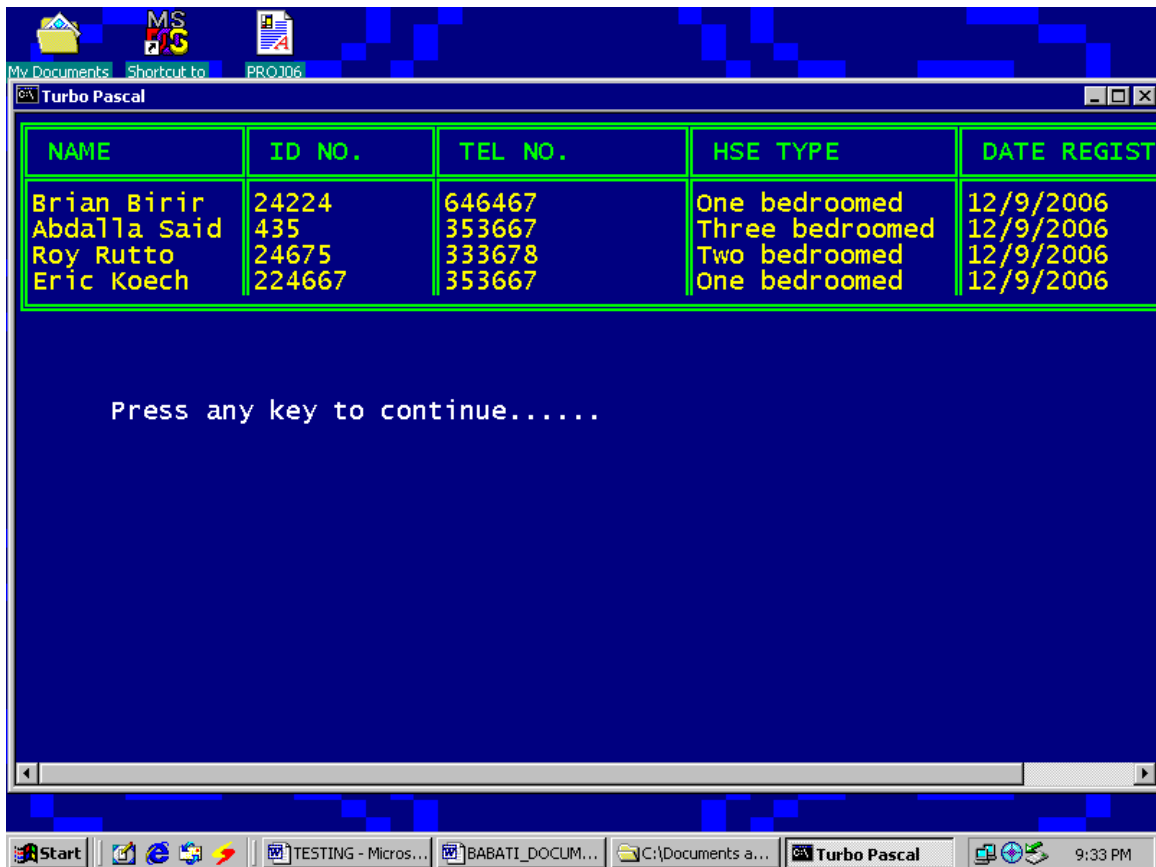 MS
My Documents Shortcut to PROJ06
Turbo Pascal
NAME ID NO. TEL NO. HSE TYPE DATE REGIST
Brian Birir 24224 646467 One bedroomed 12/9/2006
Abdalla Said 435 353667 Three bedroomed 12/9/2006
Roy Rutto 24675 333678 Two bedroomed 12/9/2006
Eric Koech 224667 353667 One bedroomed 12/9/2006
Press any key to continue......
Start TESTING - Micros... BABATI_DOCUM... C:\Documents a... Turbo Pascal 9:33 PM